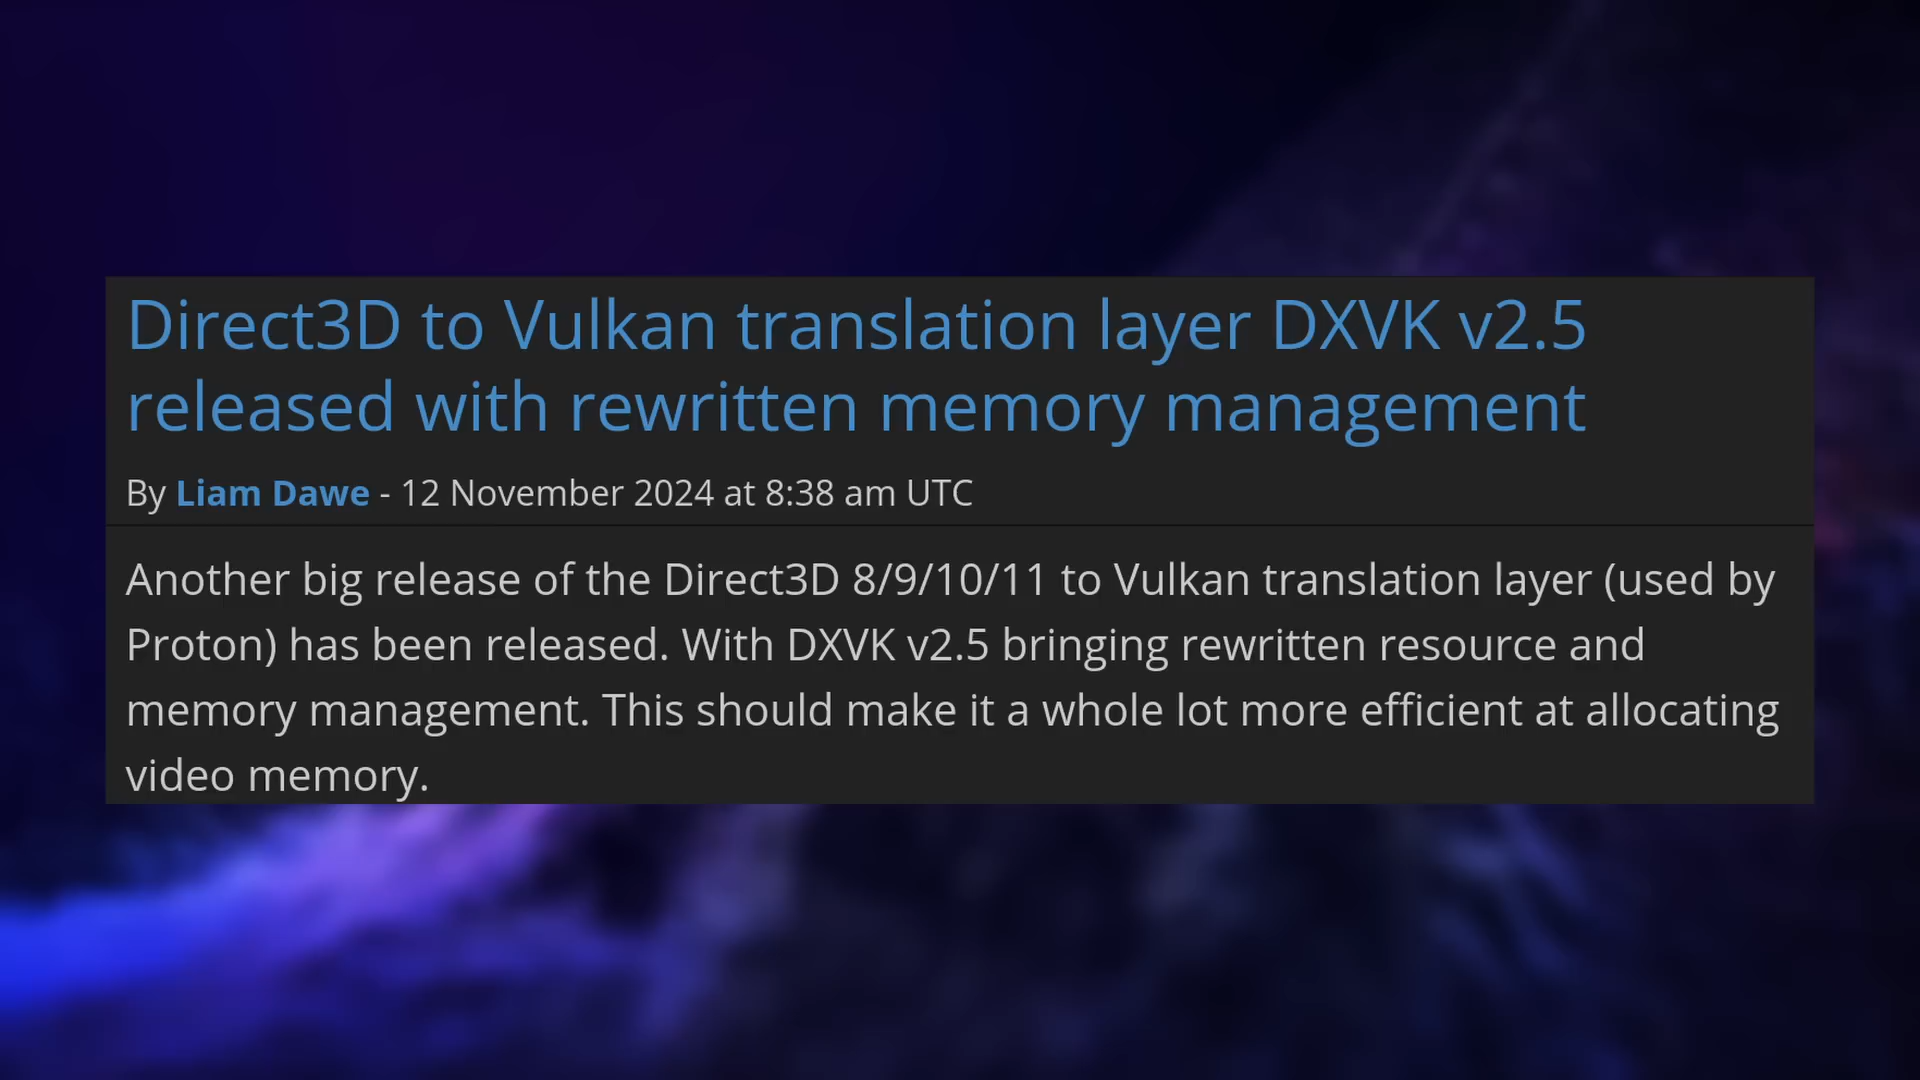 Direct3D to Vulkan translation layer DXVK v2.5
released with rewritten memory management
By Liam Dawe - 12 November 2024 at 8:38 am UTC
Another big release of the Direct3D 8/9/10/11 to Vulkan translation layer (used by
Proton) has been released. With DXVK v2.5 bringing rewritten resource and
memory management. This should make it a whole lot more efficient at allocating
video memory.